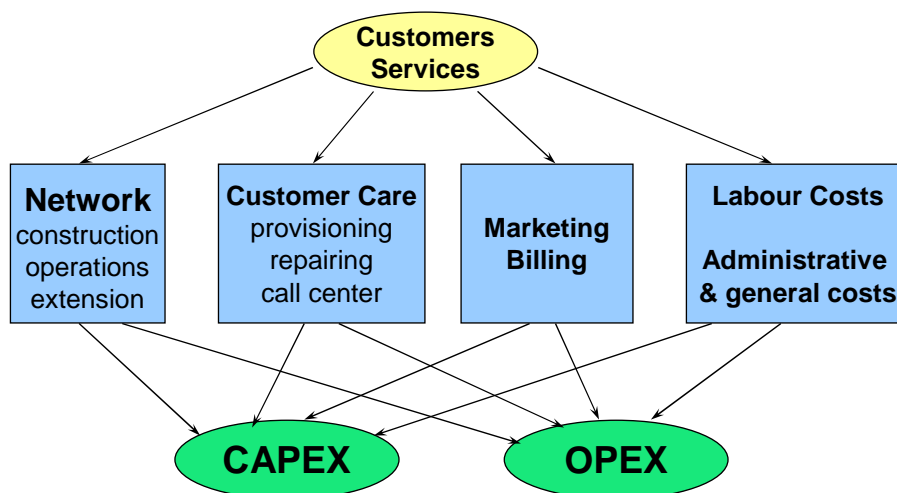 Customers
Services
Network
construction
operations
extension
Customer Care
provisioning
repairing
call center
Marketing
Billing
Labour Costs
Administrative
& general costs
CAPEX
OPEX